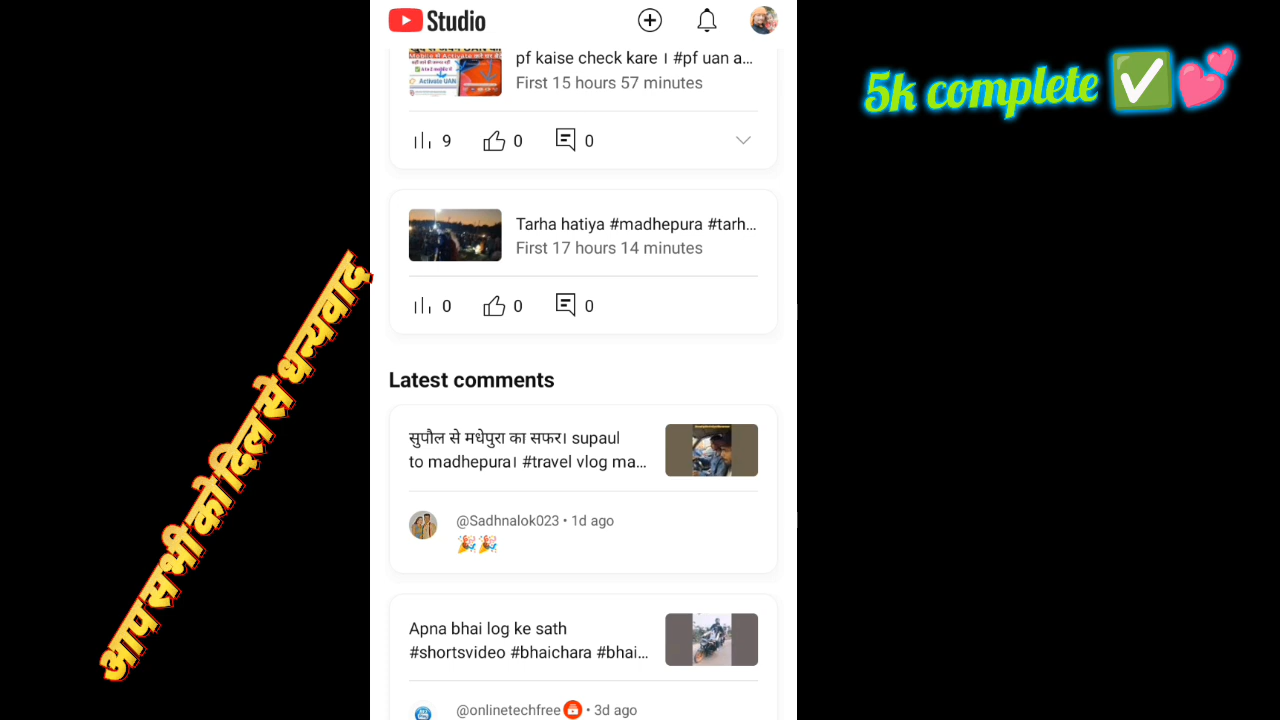 Studio
5k complete ✅💕
pf kaise check kare । #pf uan a...
First 15 hours 57 minutes
Activate UAN
9 0 0
Tarha hatiya #madhepura #tarh...
First 17 hours 14 minutes
0 0 0
आप सभी को दिल से धन्यवाद
Latest comments
सुपौल से मधेपुरा का सफर। supaul
to madhepura। #travel vlog ma...
@Sadhnalok023 • 1d ago
🎉🎉
Apna bhai log ke sath
#shortsvideo #bhaichara #bhai...
@onlinetechfree • 3d ago